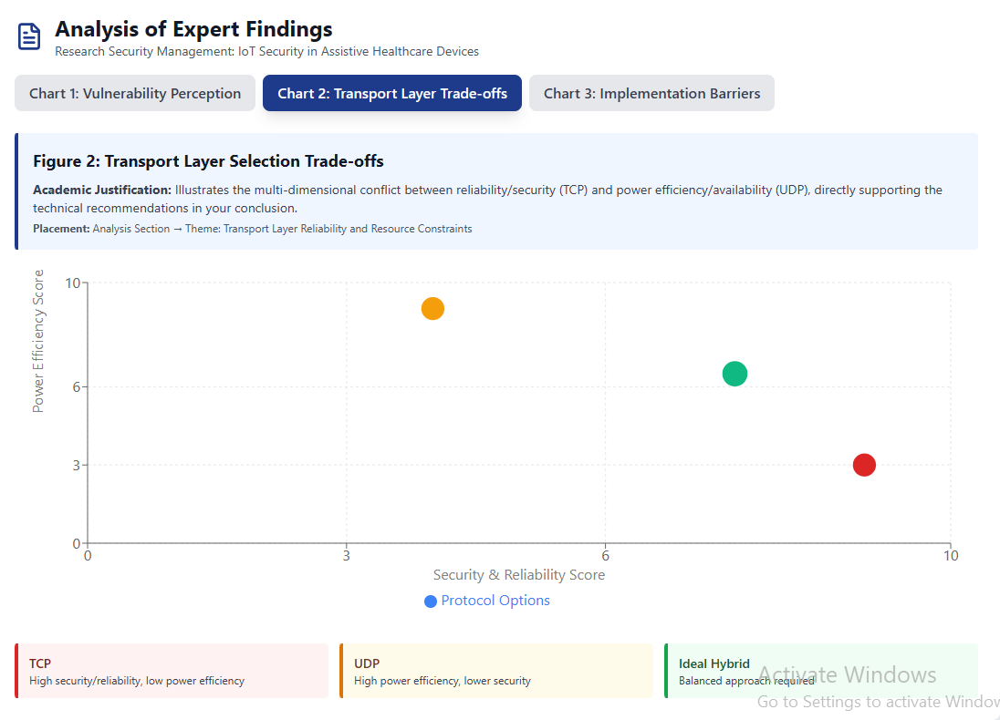 Analysis of Expert Findings
Research Security Management: IoT Security in Assistive Healthcare Devices
Chart 1: Vulnerability Perception
Chart 2: Transport Layer Trade-offs
Chart 3: Implementation Barriers
Figure 2: Transport Layer Selection Trade-offs
Academic Justification: Illustrates the multi-dimensional conflict between reliability/security (TCP) and power efficiency/availability (UDP), directly supporting the
technical recommendations in your conclusion.
Placement: Analysis Section → Theme: Transport Layer Reliability and Resource Constraints
Power Efficiency Score
10
6
3
0
0
3
6
10
Security & Reliability Score
Protocol Options
TCP
High security/reliability, low power efficiency
UDP
High power efficiency, lower security
Ideal Hybrid
Balanced approach required
Activate Windows
Go to Settings to activate Window